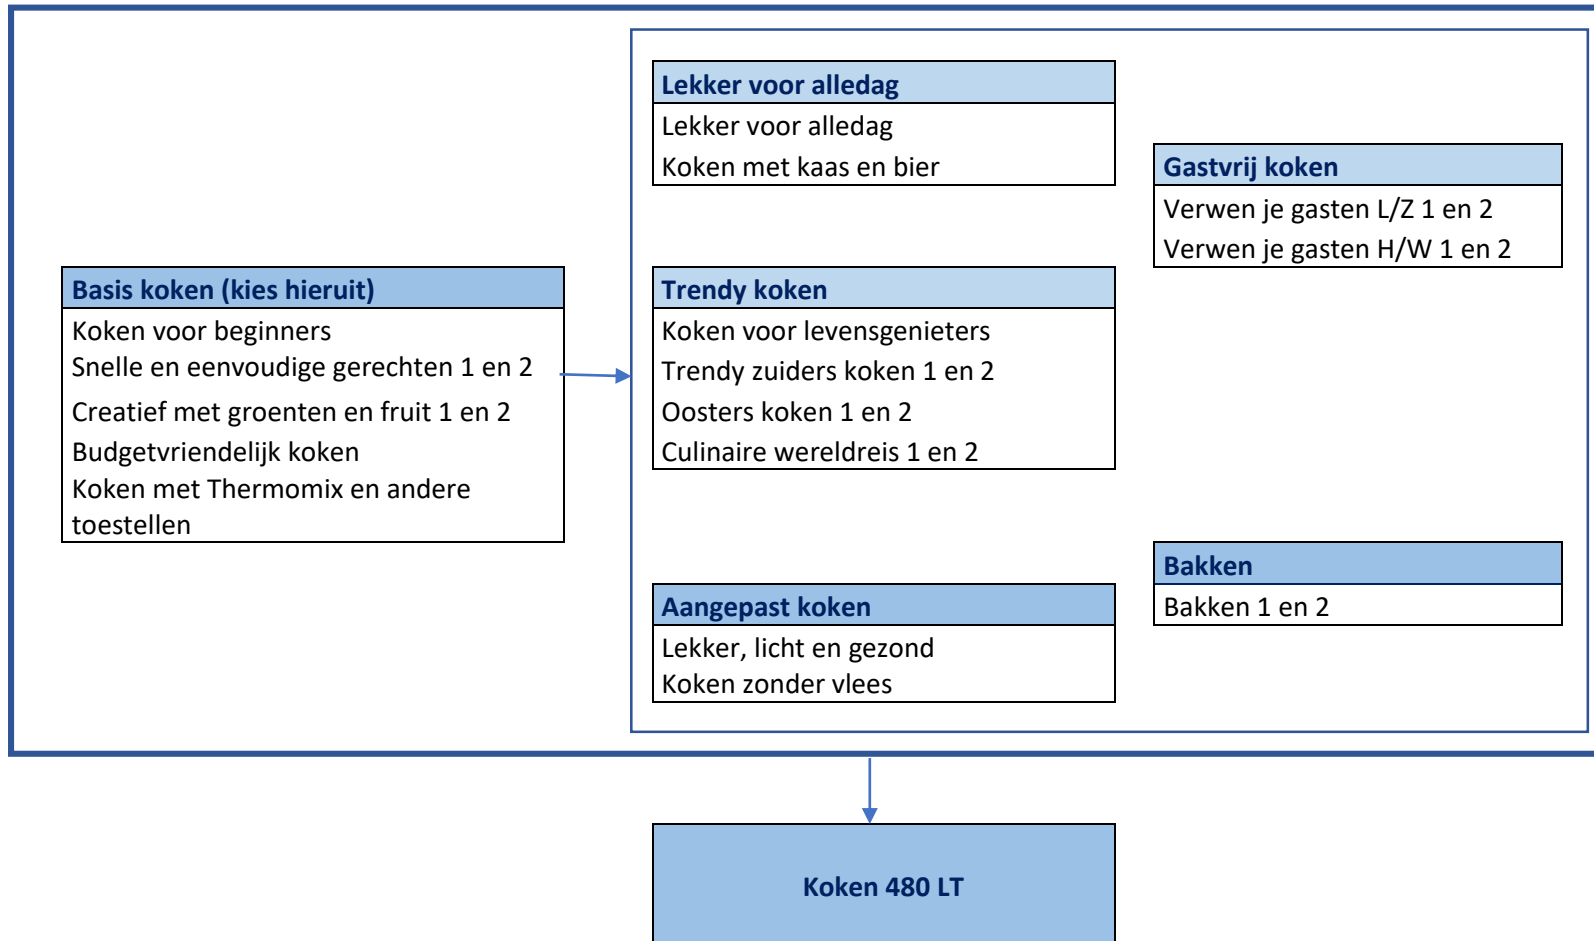 Basis koken (kies hieruit)
Koken voor beginners
Snelle en eenvoudige gerechten 1 en 2
Creatief met groenten en fruit 1 en 2
Budgetvriendelijk koken
Koken met Thermomix en andere
toestellen
Lekker voor alledag
Lekker voor alledag
Koken met kaas en bier
Trendy koken
Koken voor levensgenieters
Trendy zuiders koken 1 en 2
Oosters koken 1 en 2
Culinaire wereldreis 1 en 2
Aangepast koken
Lekker, licht en gezond
Koken zonder vlees
Gastvrij koken
Verwen je gasten L/Z 1 en 2
Verwen je gasten H/W 1 en 2
Bakken
Bakken 1 en 2
Koken 480 LT